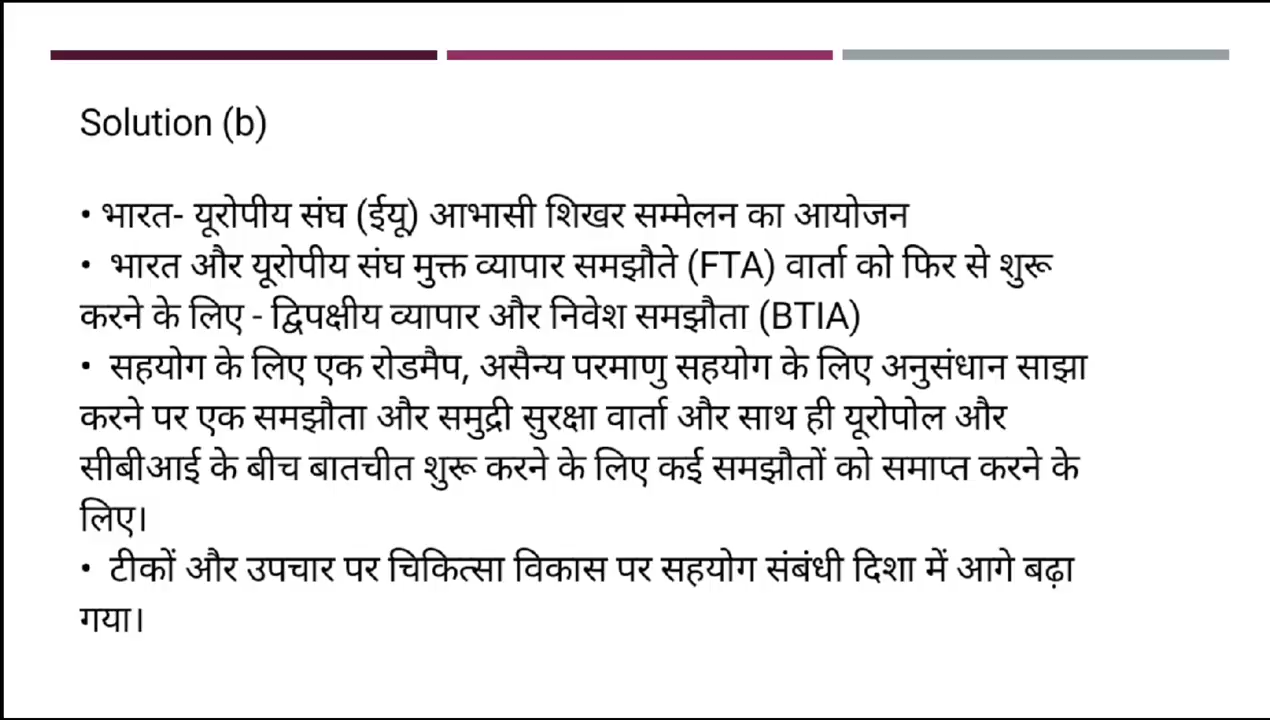 Solution (b)
• भारत- यूरोपीय संघ (ईयू) आभासी शिखर सम्मेलन का आयोजन
• भारत और यूरोपीय संघ मुक्त व्यापार समझौते (FTA) वार्ता को फिर से शुरू
करने के लिए - द्विपक्षीय व्यापार और निवेश समझौता (BTIA)
• सहयोग के लिए एक रोडमैप, असैन्य परमाणु सहयोग के लिए अनुसंधान साझा
करने पर एक समझौता और समुद्री सुरक्षा वार्ता और साथ ही यूरोपोल और
सीबीआई के बीच बातचीत शुरू करने के लिए कई समझौतों को समाप्त करने के
लिए।
• टीकों और उपचार पर चिकित्सा विकास पर सहयोग संबंधी दिशा में आगे बढ़ा
गया।